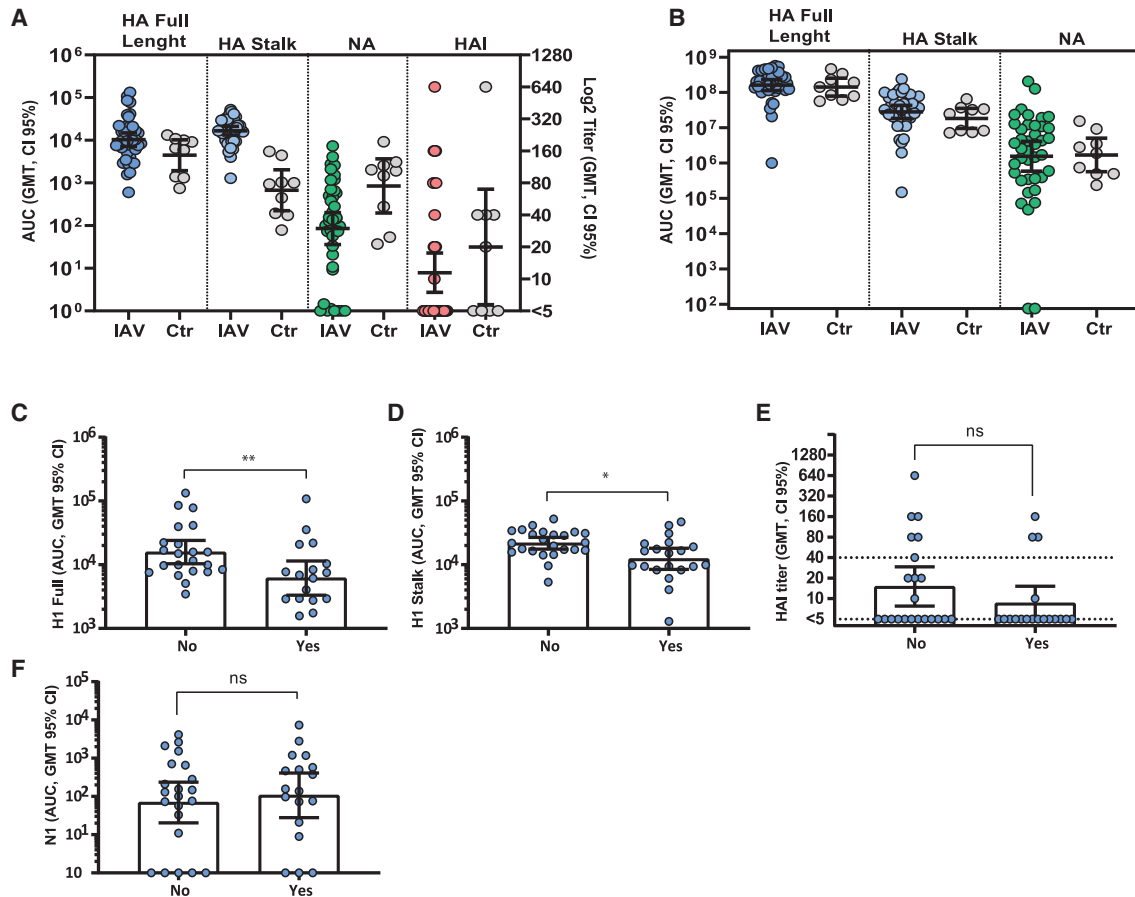 A
HA Full
Lenght
HA Stalk
NA
HAI
AUC (GMT, CI 95%)
10⁶
10⁵
10⁴
10³
10²
10¹
10⁰
1280
640
320
160
80
40
20
10
<5
Log2 Titer (GMT, CI 95%)
IAV
Ctr
IAV
Ctr
IAV
Ctr
IAV
Ctr
B
HA Full
Lenght
HA Stalk
NA
AUC (GMT, CI 95%)
10⁹
10⁸
10⁷
10⁶
10⁵
10⁴
10³
10²
IAV
Ctr
IAV
Ctr
IAV
Ctr
C
H1 Full (AUC, GMT 95% CI)
10⁶
10⁵
10⁴
10³
**
No
Yes
D
H1 Stalk (AUC, GMT 95% CI)
10⁶
10⁵
10⁴
10³
*
No
Yes
E
HAI titer (GMT, CI 95%)
1280
640
320
160
80
40
20
10
<5
ns
No
Yes
F
N1 (AUC, GMT 95% CI)
10⁵
10⁴
10³
10²
10¹
10
ns
No
Yes